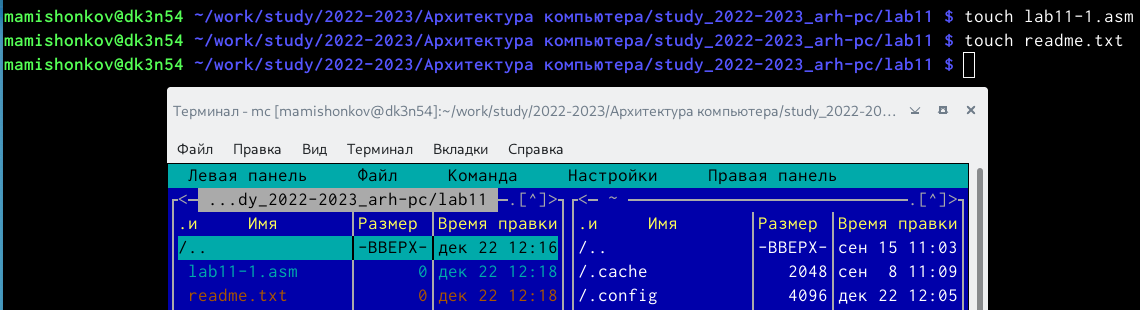 mamishonkov@dk3n54 ~/work/study/2022-2023/Архитектура компьютера/study_2022-2023_arh-pc/lab11 $ touch lab11-1.asm
mamishonkov@dk3n54 ~/work/study/2022-2023/Архитектура компьютера/study_2022-2023_arh-pc/lab11 $ touch readme.txt
mamishonkov@dk3n54 ~/work/study/2022-2023/Архитектура компьютера/study_2022-2023_arh-pc/lab11 $
Терминал - mc [mamishonkov@dk3n54]:~/work/study/2022-2023/Архитектура компьютера/study_2022-20...
Файл Правка Вид Терминал Вкладки Справка
Левая панель Файл Команда Настройки Правая панель
<- ...dy_2022-2023_arh-pc/lab11 -.[^]> <- ~ -.[^]>
.и Имя |Размер |Время правки .и Имя |Размер |Время правки
/.. |-ВВЕРХ-|дек 22 12:16 /.. |-ВВЕРХ-|сен 15 11:03
lab11-1.asm | 0|дек 22 12:18 /.cache | 2048|сен 8 11:09
readme.txt | 0|дек 22 12:18 /.config | 4096|дек 22 12:05